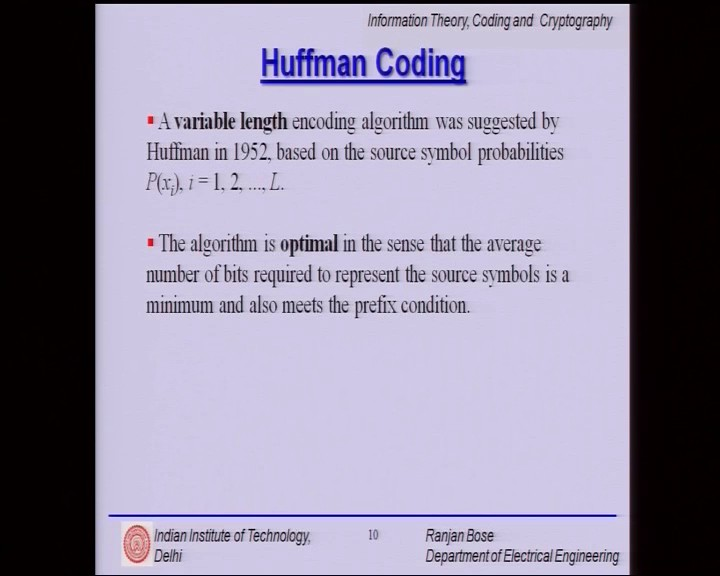 Information Theory, Coding and Cryptography
Huffman Coding
A variable length encoding algorithm was suggested by
Huffman in 1952, based on the source symbol probabilities
P(xᵢ), i = 1, 2, ..., L.
The algorithm is optimal in the sense that the average
number of bits required to represent the source symbols is a
minimum and also meets the prefix condition.
Indian Institute of Technology,
Delhi
10
Ranjan Bose
Department of Electrical Engineering